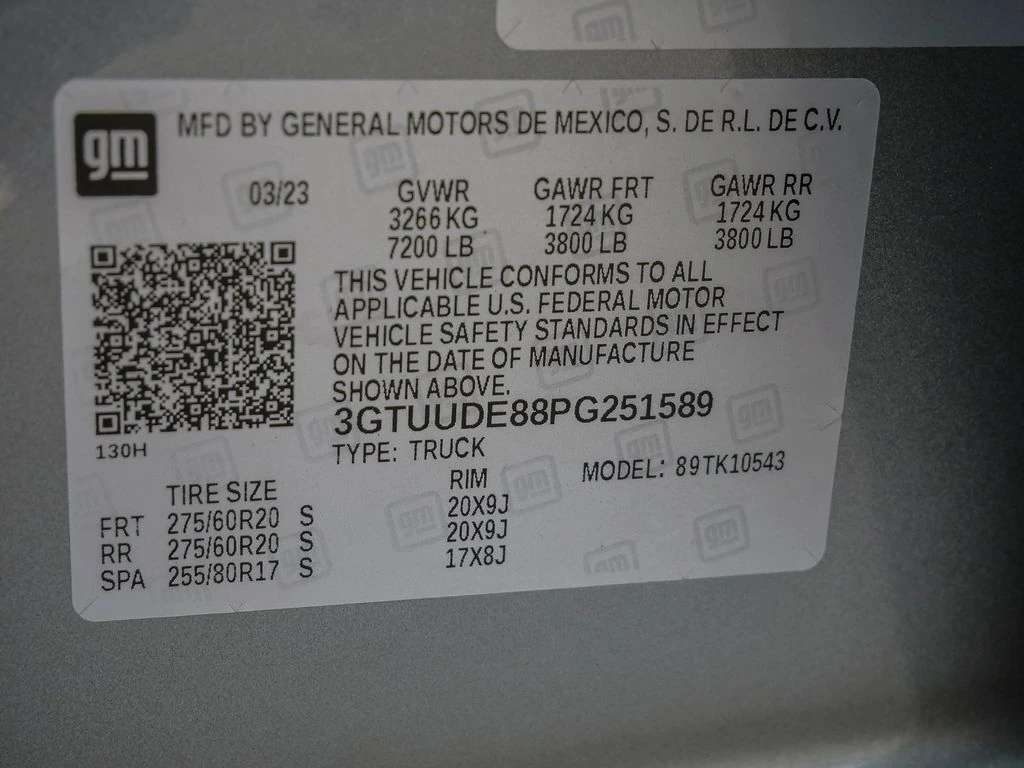 gm
MFD BY GENERAL MOTORS DE MEXICO, S. DE R.L. DE C.V.
03/23 GVWR GAWR FRT GAWR RR
3266 KG 1724 KG 1724 KG
7200 LB 3800 LB 3800 LB
THIS VEHICLE CONFORMS TO ALL
APPLICABLE U.S. FEDERAL MOTOR
VEHICLE SAFETY STANDARDS IN EFFECT
ON THE DATE OF MANUFACTURE
SHOWN ABOVE.
3GTUUDE88PG251589
130H
TYPE: TRUCK
MODEL: 89TK10543
TIRE SIZE RIM
FRT 275/60R20 S 20X9J
RR 275/60R20 S 20X9J
SPA 255/80R17 S 17X8J